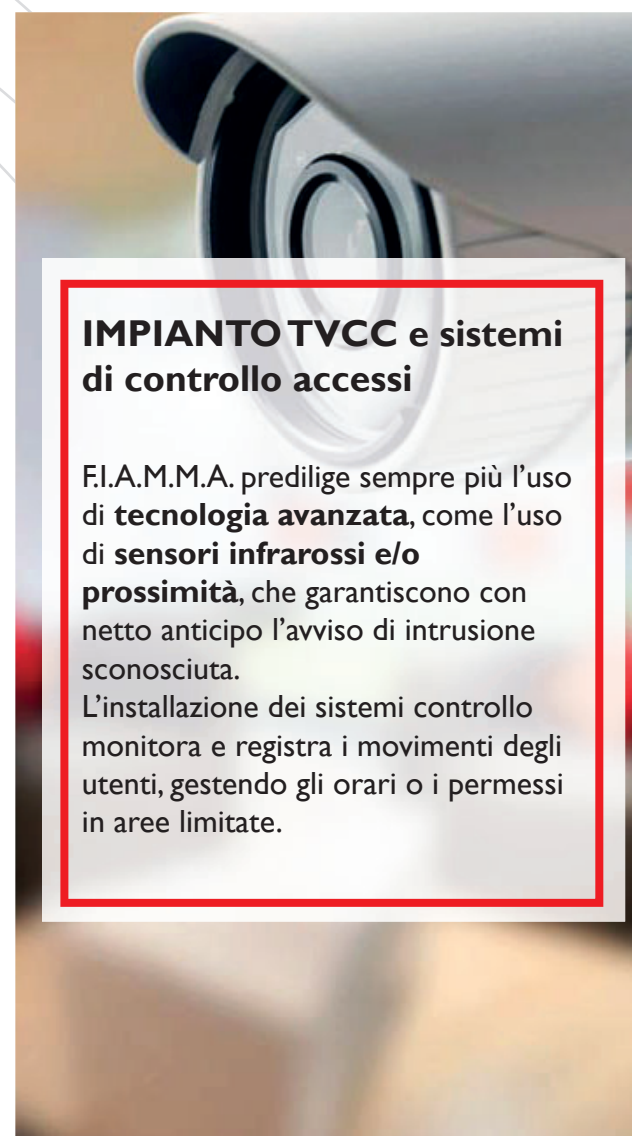 IMPIANTO TVCC e sistemi
di controllo accessi
F.I.A.M.M.A. predilige sempre più l’uso
di tecnologia avanzata, come l’uso
di sensori infrarossi e/o
prossimità, che garantiscono con
netto anticipo l’avviso di intrusione
sconosciuta.
L’installazione dei sistemi controllo
monitora e registra i movimenti degli
utenti, gestendo gli orari o i permessi
in aree limitate.